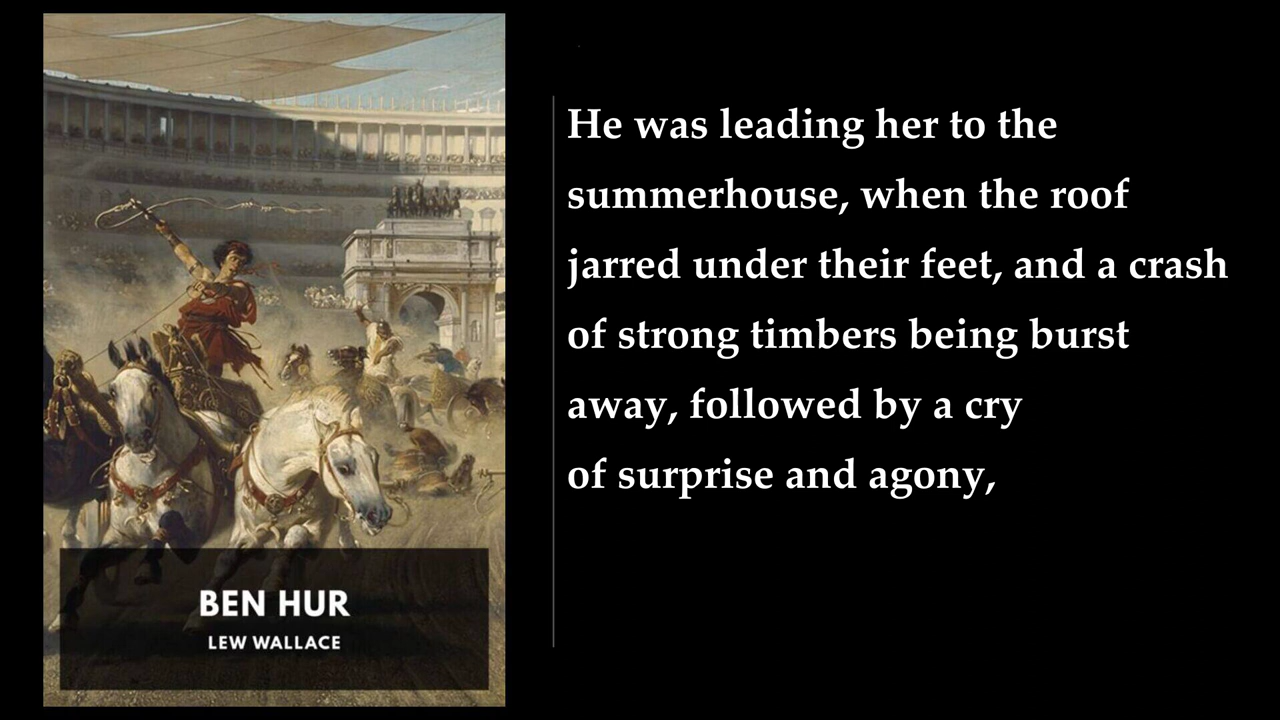 BEN HUR
LEW WALLACE
He was leading her to the
summerhouse, when the roof
jarred under their feet, and a crash
of strong timbers being burst
away, followed by a cry
of surprise and agony,